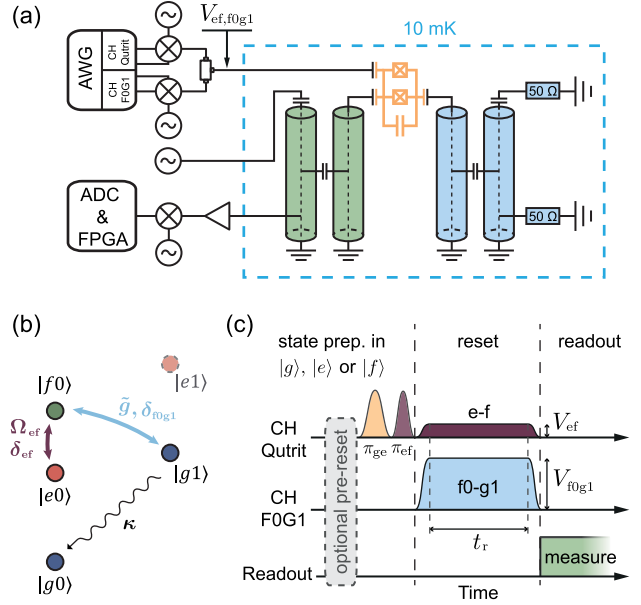 (a)
V_ef,f0g1
10 mK
AWG
CH
Qutrit
CH
F0G1
50 Ω
ADC
&
FPGA
50 Ω
(b)
|e1⟩
|f0⟩
g̃, δ_f0g1
Ω_ef
δ_ef
|g1⟩
|e0⟩
κ
|g0⟩
(c)
state prep. in
|g⟩, |e⟩ or |f⟩
reset
readout
optional pre-reset
CH
Qutrit
π_ge
π_ef
e-f
V_ef
CH
F0G1
f0-g1
V_f0g1
t_r
Readout
measure
Time